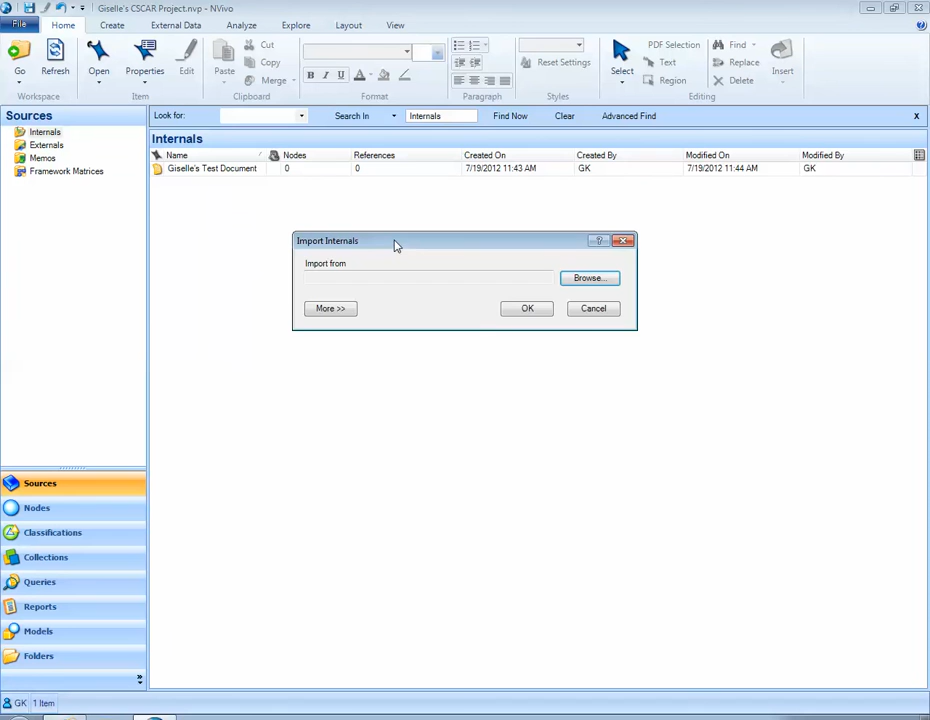 Giselle's CSCAR Project.nvp - NVivo
File Home Create External Data Analyze Explore Layout View
Go Refresh Open Properties Edit Paste Cut Copy Merge
B I U
Reset Settings
Select PDF Selection Text Region Find Replace Delete Insert
Workspace Item Clipboard Format Paragraph Styles Editing
Sources
Internals
Externals
Memos
Framework Matrices
Look for: Search In Internals Find Now Clear Advanced Find x
Internals
Name Nodes References Created On Created By Modified On Modified By
Giselle's Test Document 0 0 7/19/2012 11:43 AM GK 7/19/2012 11:44 AM GK
Import Internals
Import from
Browse...
More >> OK Cancel
Sources
Nodes
Classifications
Collections
Queries
Reports
Models
Folders
GK 1 Item